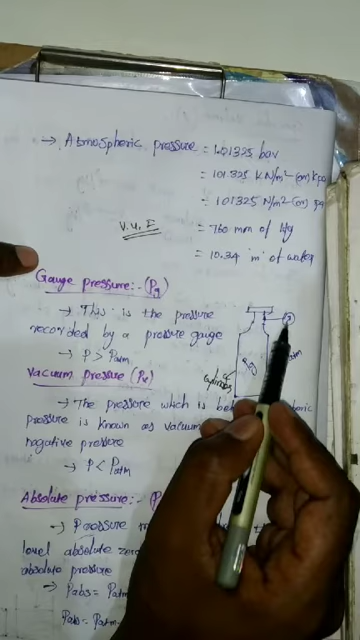 → Atmospheric pressure = 1.01325 bar
= 101.325 KN/m² (or) Kpa
= 101325 N/m² (or) pa
V.V.I
= 760 mm of Hg
= 10.34 'm' of water
Gauge pressure:- (Pg)
→ This is the pressure
recorded by a pressure gauge
→ P > Patm
Vacuum pressure (Pv)
→ The pressure which is
pressure is known as vacuum
negative pressure
→ P < Patm
Absolute pressure:- (P
→ Pressure
level absolute zero
absolute pressure
⇒ Pabs = Patm
Pabs = Patm